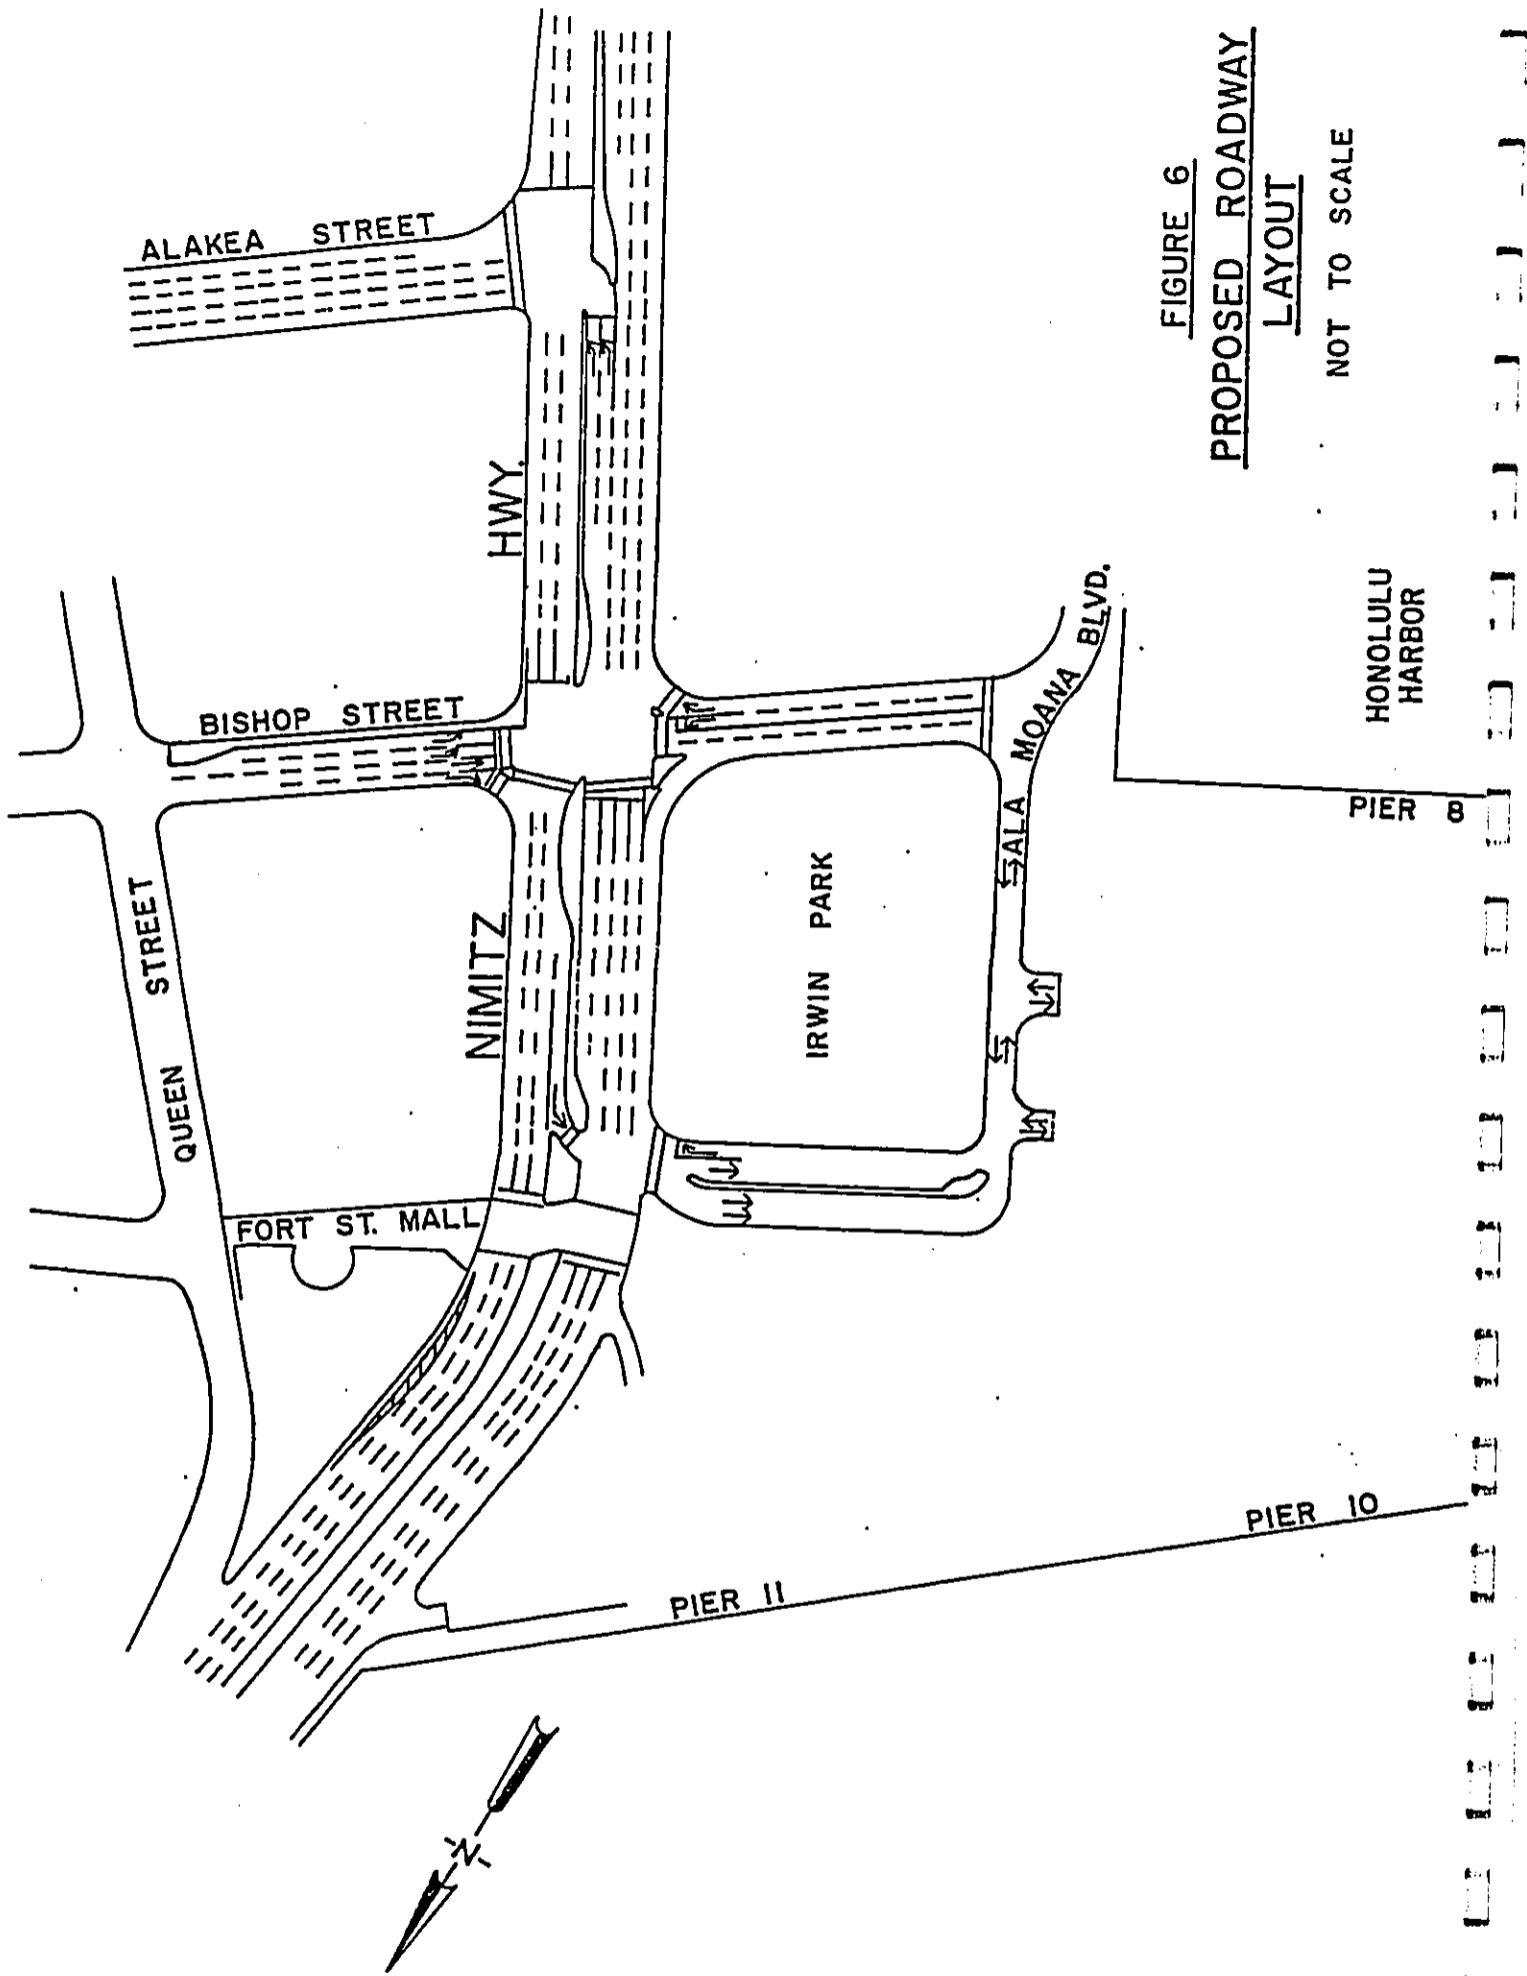 ALAKEA STREET
HWY.
BISHOP STREET
NIMITZ
QUEEN STREET
FORT ST. MALL
IRWIN PARK
ALA MOANA BLVD.
HONOLULU
HARBOR
PIER 8
PIER 10
PIER 11
N
FIGURE 6
PROPOSED ROADWAY
LAYOUT
NOT TO SCALE